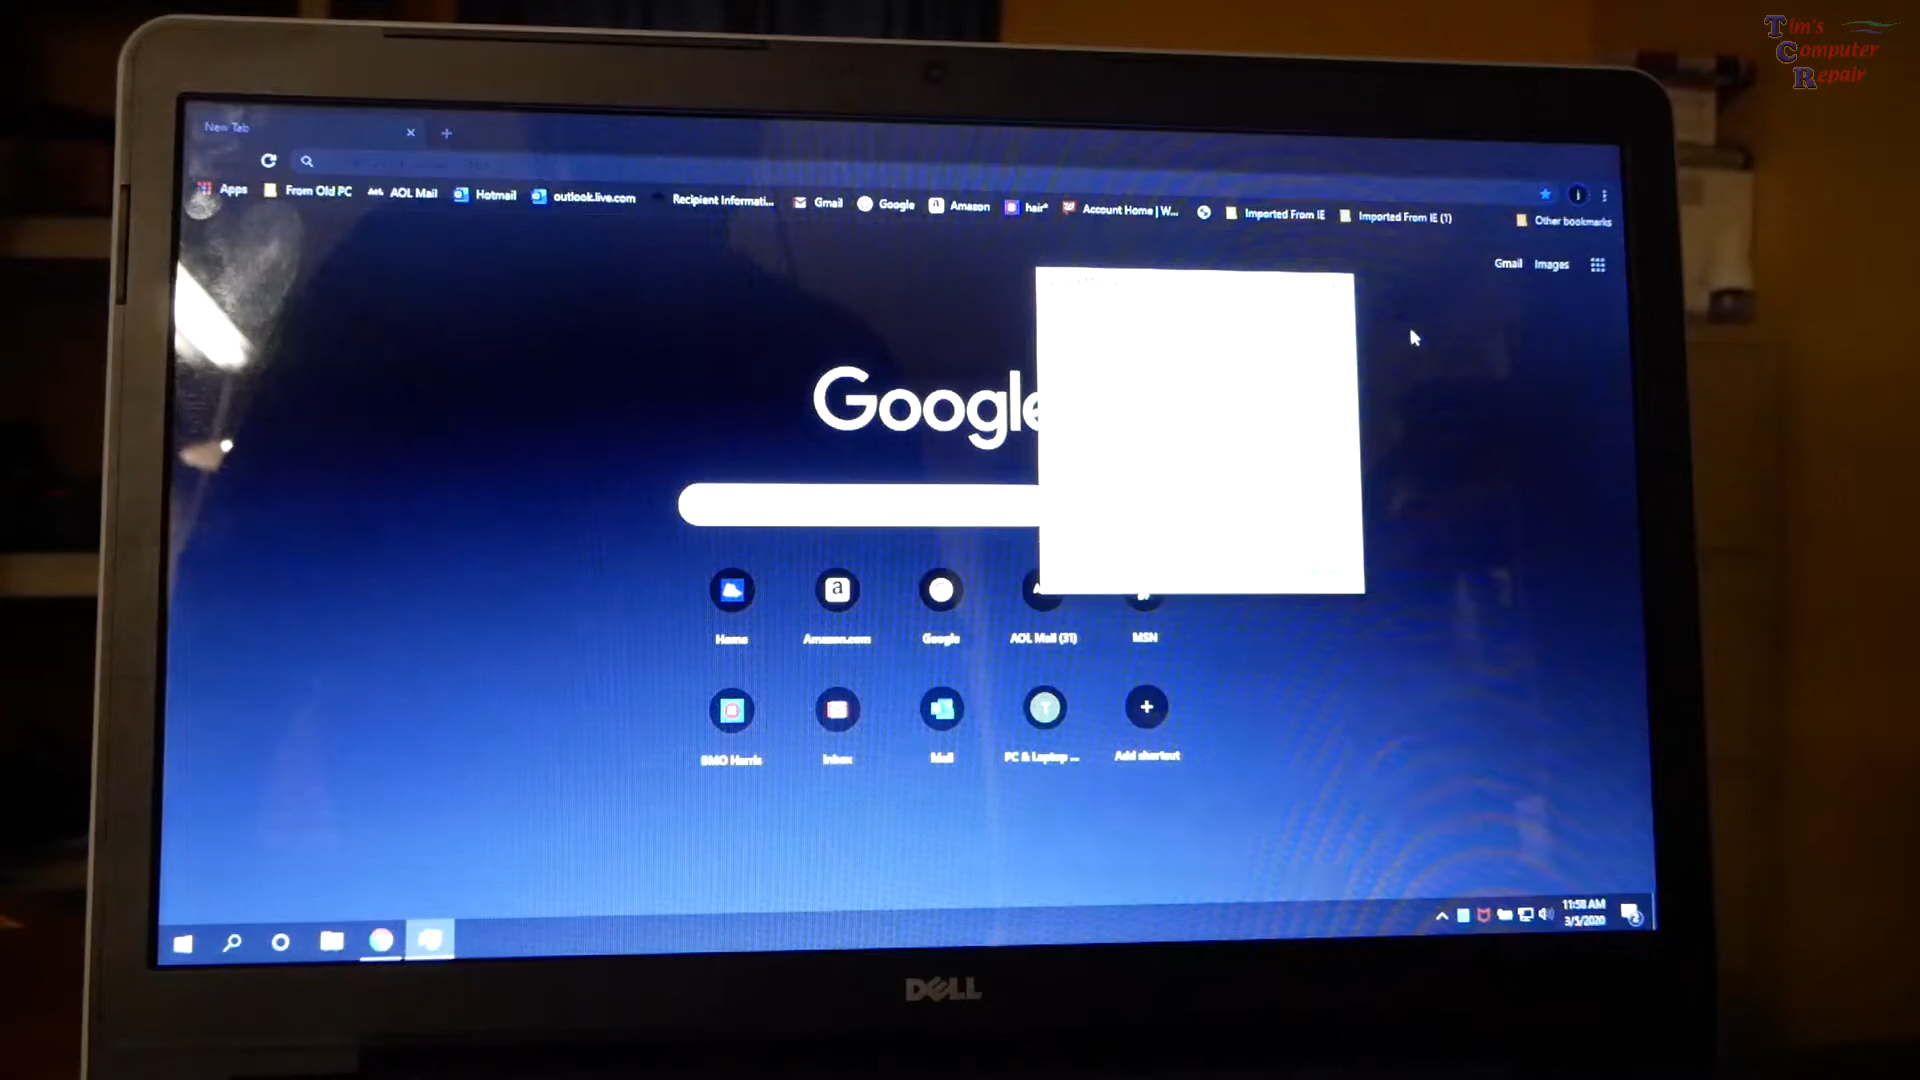 Tim's
Computer
Repair
New Tab
Apps From Old PC AOL Mail Hotmail outlook.live.com Recipient Informati... Gmail Google Amazon hair* Account Home | W... Imported From IE Imported From IE (1) Other bookmarks
Gmail Images
Google
Home Amazon.com Google AOL Mail (31) MSN
BMO Harris Inbox Mail PC & Laptop ... Add shortcut
11:58 AM
3/5/2020
DELL